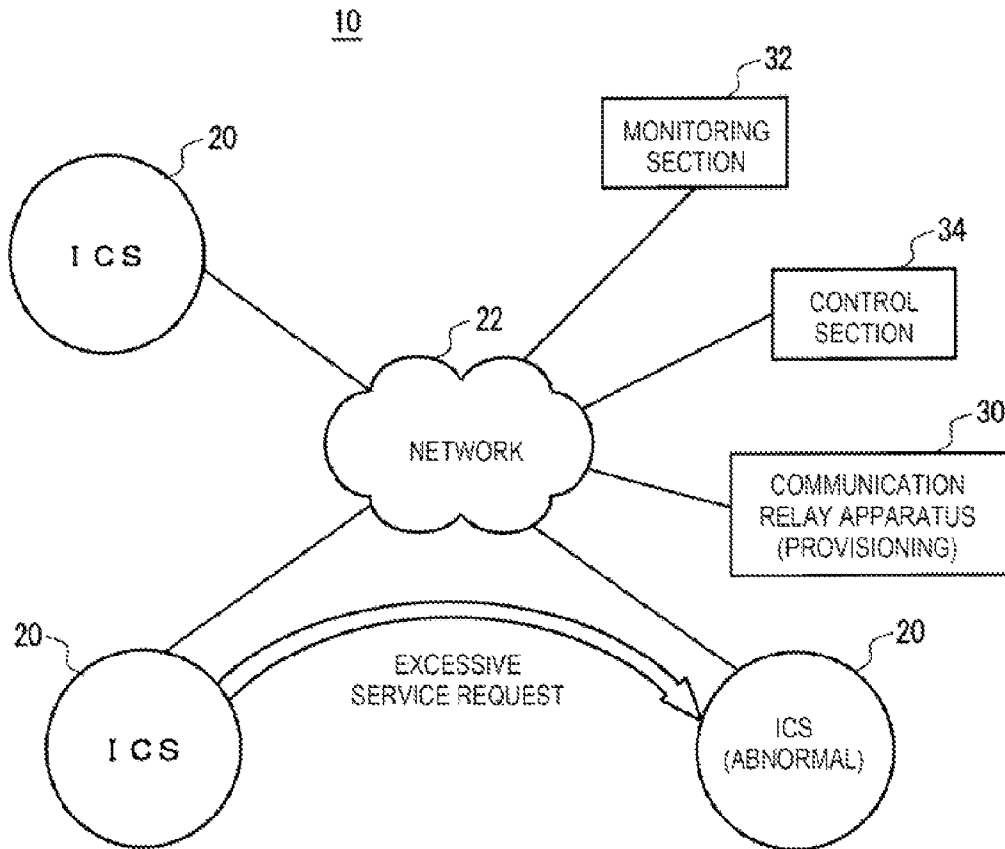 10
32
MONITORING
SECTION
20
I C S
34
CONTROL
SECTION
22
NETWORK
30
COMMUNICATION
RELAY APPARATUS
(PROVISIONING)
20
I C S
EXCESSIVE
SERVICE REQUEST
20
ICS
(ABNORMAL)